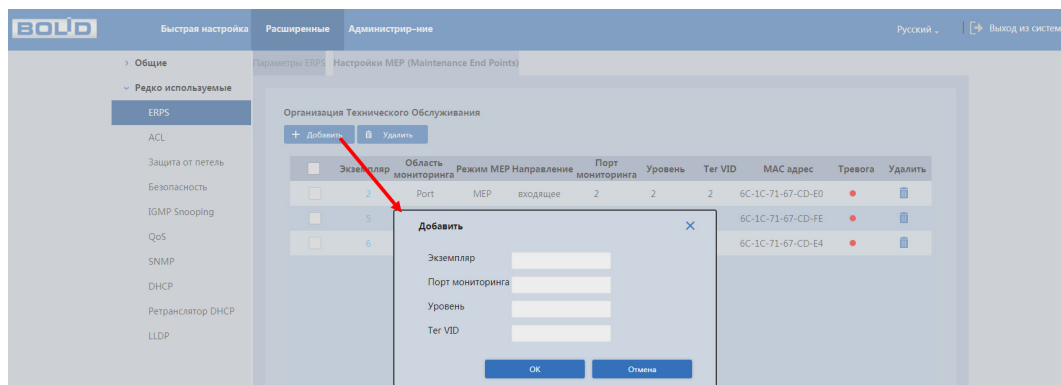 BOLID
Быстрая настройка Расширенные Администрир-ние Русский Выход из систем
Общие
Параметры ERPS Настройки MEP (Maintenance End Points)
Редко используемые
ERPS
ACL
Защита от петель
Безопасность
IGMP Snooping
QoS
SNMP
DHCP
Ретранслятор DHCP
LLDP
Организация Технического Обслуживания
+ Добавить Удалить
Экземпляр Область мониторинга Режим MEP Направление Порт мониторинга Уровень Тег VID MAC адрес Тревога Удалить
2 Port MEP входящее 2 2 2 6C-1C-71-67-CD-E0
5 6C-1C-71-67-CD-FE
6 6C-1C-71-67-CD-E4
Добавить
Экземпляр
Порт мониторинга
Уровень
Тег VID
OK Отмена